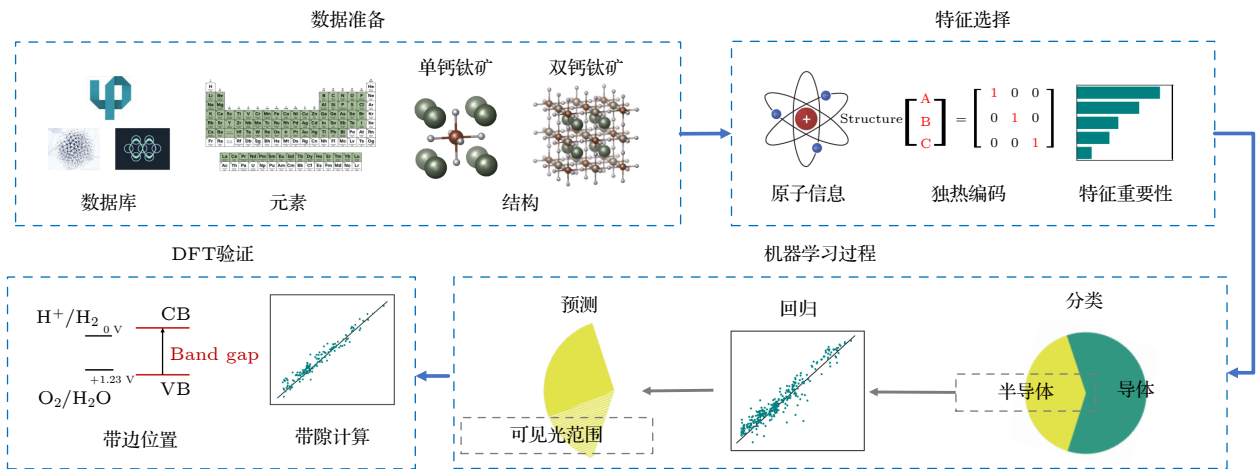 数据准备
特征选择
单钙钛矿
双钙钛矿
数据库
元素
结构
+
Structure
A
B
C
=
1 0 0
0 1 0
0 0 1
原子信息
独热编码
特征重要性
DFT验证
机器学习过程
H⁺/H₂
0 V
CB
Band gap
+1.23 V
VB
O₂/H₂O
带边位置
带隙计算
预测
回归
分类
半导体
导体
可见光范围